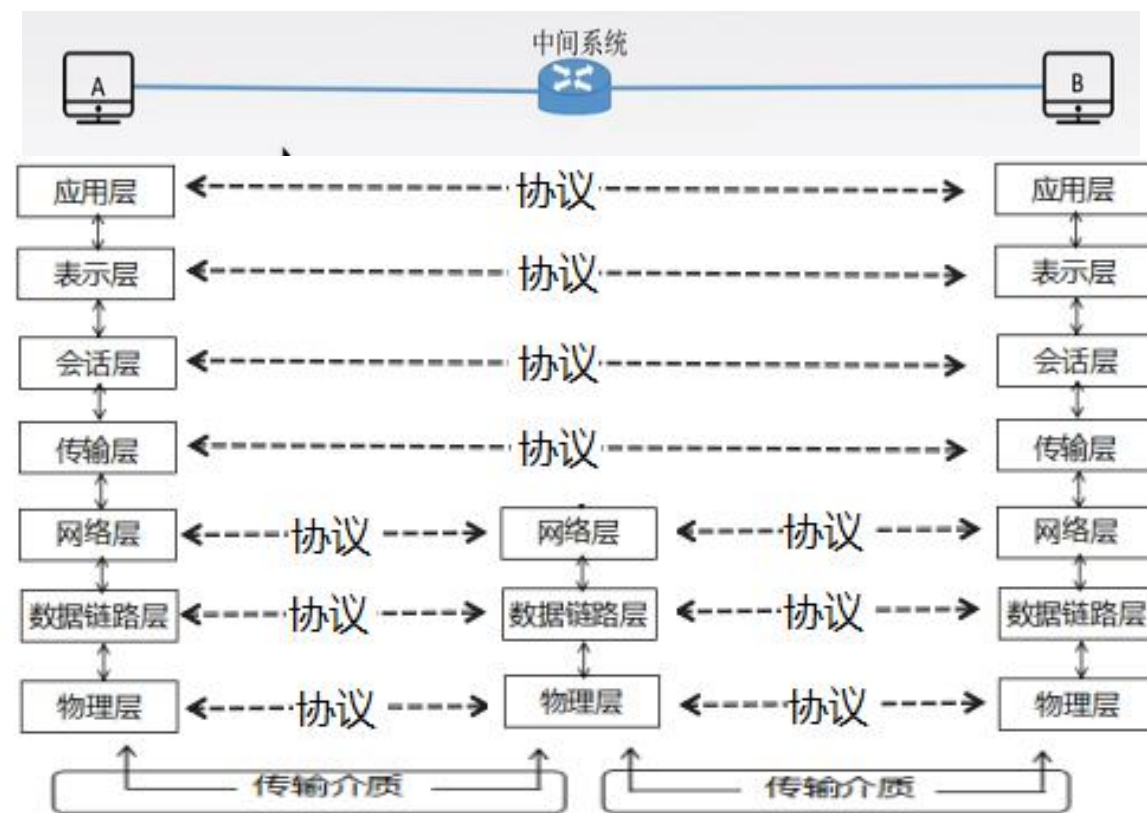 中间系统
A
B
应用层 协议 应用层
表示层 协议 表示层
会话层 协议 会话层
传输层 协议 传输层
网络层 协议 网络层 协议 网络层
数据链路层 协议 数据链路层 协议 数据链路层
物理层 协议 物理层 协议 物理层
传输介质 传输介质